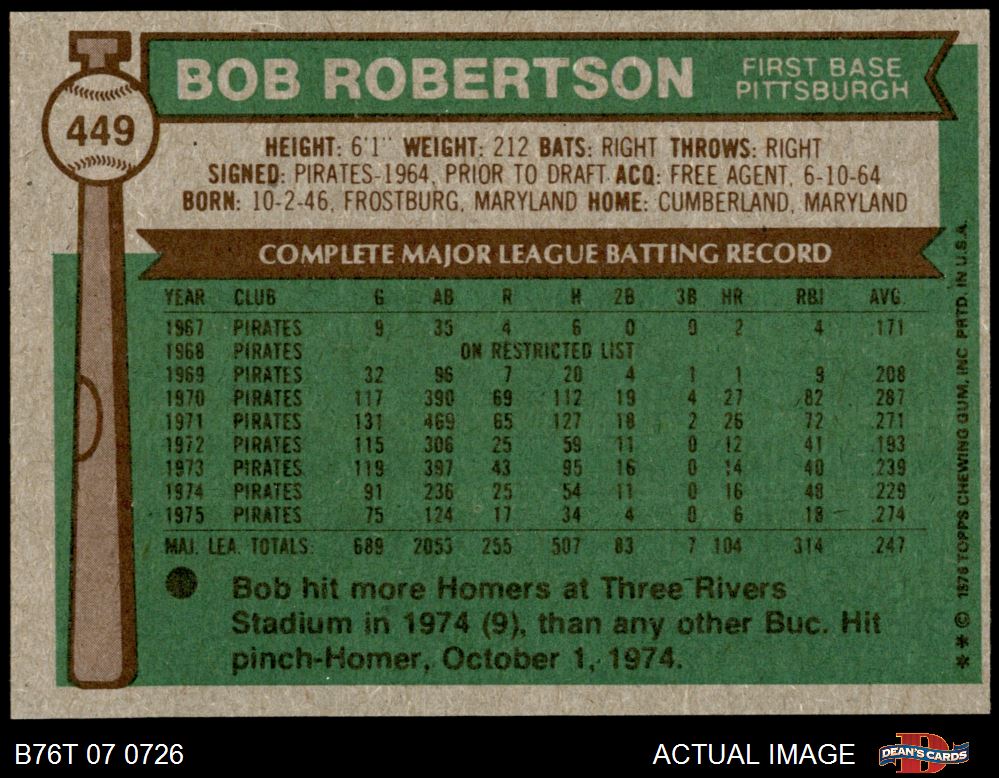 449
BOB ROBERTSON
FIRST BASE
PITTSBURGH
HEIGHT: 6'1" WEIGHT: 212 BATS: RIGHT THROWS: RIGHT
SIGNED: PIRATES-1964, PRIOR TO DRAFT ACQ: FREE AGENT, 6-10-64
BORN: 10-2-46, FROSTBURG, MARYLAND HOME: CUMBERLAND, MARYLAND
COMPLETE MAJOR LEAGUE BATTING RECORD
YEAR CLUB G AB R H 2B 3B HR RBI AVG.
1967 PIRATES 9 35 4 6 0 0 2 4 .171
1968 PIRATES ON RESTRICTED LIST
1969 PIRATES 32 96 7 20 4 1 1 9 .208
1970 PIRATES 117 390 69 112 19 4 27 82 .287
1971 PIRATES 131 469 65 127 18 2 26 72 .271
1972 PIRATES 115 306 25 59 11 0 12 41 .193
1973 PIRATES 119 397 43 95 16 0 14 40 .239
1974 PIRATES 91 236 25 54 11 0 16 48 .229
1975 PIRATES 75 124 17 34 4 0 6 18 .274
MAJ. LEA. TOTALS: 689 2053 255 507 83 7 104 314 .247
Bob hit more Homers at Three Rivers
Stadium in 1974 (9), than any other Buc. Hit
pinch-Homer, October 1, 1974.
** © 1976 TOPPS CHEWING GUM, INC PRTD. IN U.S.A.
B76T 07 0726
ACTUAL IMAGE
D
DEAN'S CARDS